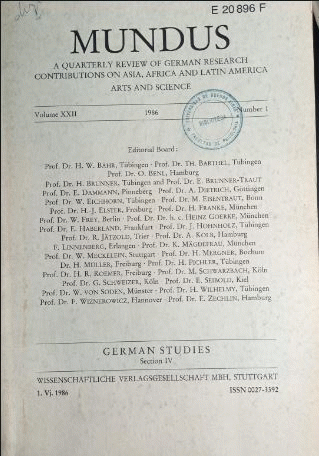 E 20896 F
MUNDUS
A QUARTERLY REVIEW OF GERMAN RESEARCH
CONTRIBUTIONS ON ASIA, AFRICA AND LATIN AMERICA
ARTS AND SCIENCE
Volume XXII 1986 Number 1
BIBLIOTECA
Editorial Board:
Prof. Dr. H. W. BÄHR, Tübingen · Prof. Dr. TH. BARTHEL, Tübingen
Prof. Dr. O. BENL, Hamburg
Prof. Dr. H. BRUNNER, Tübingen and Prof. Dr. E. BRUNNER-TRAUT
Prof. Dr. E. DAMMANN, Pinneberg · Prof. Dr. A. DIETRICH, Göttingen
Prof. Dr. W. EICHHORN, Tübingen · Prof. Dr. M. EISENTRAUT, Bonn
Prof. Dr. H.-J. ELSTER, Freiburg · Prof. Dr. H. FRANKE, München
Prof. Dr. W. FREY, Berlin · Prof. Dr. Dr. h. c. HEINZ GOERKE, München
Prof. Dr. E. HABERLAND, Frankfurt · Prof. Dr. J. HOHNHOLZ, Tübingen
Prof. Dr. R. JÄTZOLD, Trier · Prof. Dr. A. KOLB, Hamburg
F. LINNENBERG, Erlangen · Prof. Dr. K. MÄGDEFRAU, München
Prof. Dr. W. MECKELEIN, Stuttgart · Prof. Dr. H. MERGNER, Bochum
Dr. H. MÜLLER, Freiburg · Prof. Dr. H. PICHLER, Tübingen
Prof. Dr. H. R. ROEMER, Freiburg · Prof. Dr. M. SCHWARZBACH, Köln
Prof. Dr. G. SCHWEIZER, Köln · Prof. Dr. E. SEIBOLD, Kiel
Prof. Dr. W. VON SODEN, Münster · Prof. Dr. H. WILHELMY, Tübingen
Prof. Dr. F. WIZNEROWICZ, Hannover · Prof. Dr. E. ZECHLIN, Hamburg
GERMAN STUDIES
Section IV
WISSENSCHAFTLICHE VERLAGSGESELLSCHAFT MBH, STUTTGART
1. Vj. 1986 ISSN 0027-3392